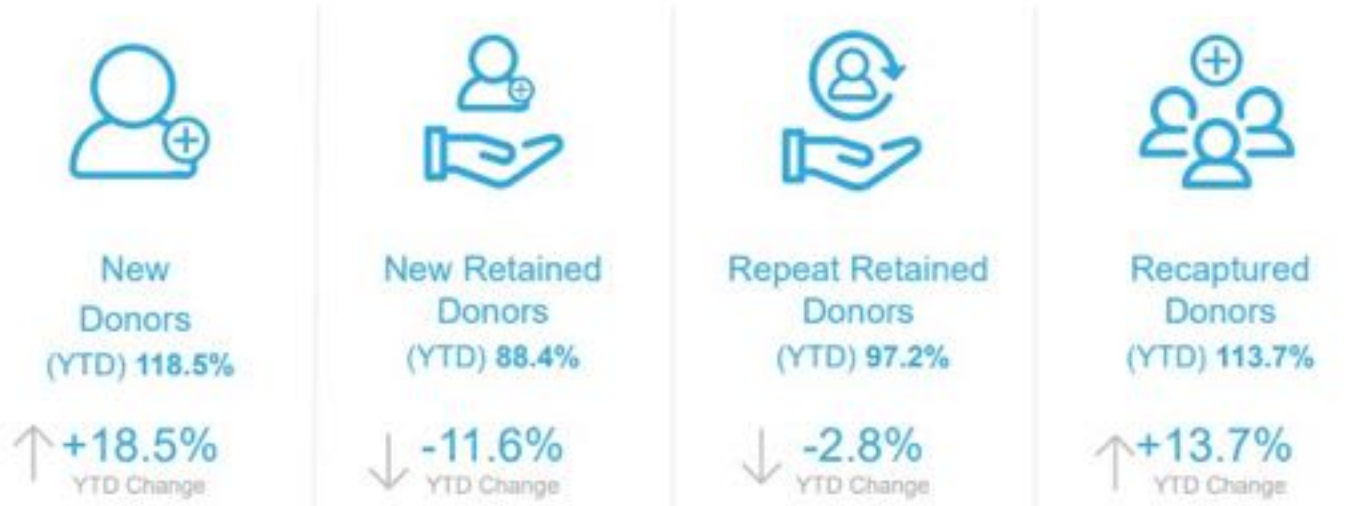 New
Donors
(YTD) 118.5%
+18.5%
YTD Change
New Retained
Donors
(YTD) 88.4%
-11.6%
YTD Change
Repeat Retained
Donors
(YTD) 97.2%
-2.8%
YTD Change
Recaptured
Donors
(YTD) 113.7%
+13.7%
YTD Change